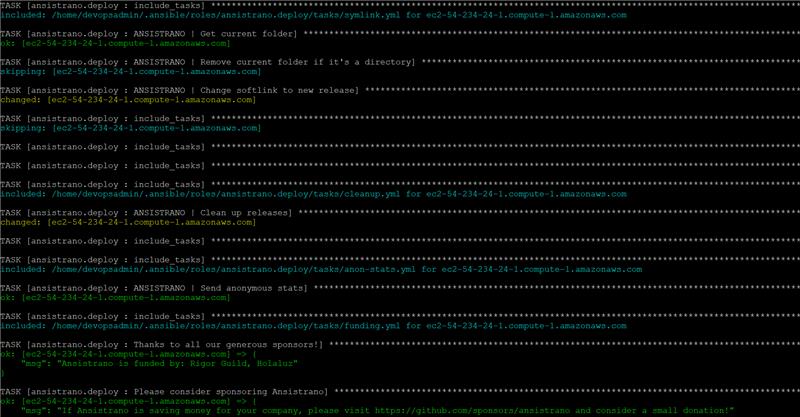 TASK [ansistrano.deploy : include_tasks] ****************************************************************************************************
included: /home/devopsadmin/.ansible/roles/ansistrano.deploy/tasks/symlink.yml for ec2-54-234-24-1.compute-1.amazonaws.com
TASK [ansistrano.deploy : ANSISTRANO | Get current folder] **********************************************************************************
ok: [ec2-54-234-24-1.compute-1.amazonaws.com]
TASK [ansistrano.deploy : ANSISTRANO | Remove current folder if it's a directory] ***********************************************************
skipping: [ec2-54-234-24-1.compute-1.amazonaws.com]
TASK [ansistrano.deploy : ANSISTRANO | Change softlink to new release] **********************************************************************
changed: [ec2-54-234-24-1.compute-1.amazonaws.com]
TASK [ansistrano.deploy : include_tasks] ****************************************************************************************************
skipping: [ec2-54-234-24-1.compute-1.amazonaws.com]
TASK [ansistrano.deploy : include_tasks] ****************************************************************************************************
TASK [ansistrano.deploy : include_tasks] ****************************************************************************************************
TASK [ansistrano.deploy : include_tasks] ****************************************************************************************************
included: /home/devopsadmin/.ansible/roles/ansistrano.deploy/tasks/cleanup.yml for ec2-54-234-24-1.compute-1.amazonaws.com
TASK [ansistrano.deploy : ANSISTRANO | Clean up releases] ***********************************************************************************
changed: [ec2-54-234-24-1.compute-1.amazonaws.com]
TASK [ansistrano.deploy : include_tasks] ****************************************************************************************************
TASK [ansistrano.deploy : include_tasks] ****************************************************************************************************
included: /home/devopsadmin/.ansible/roles/ansistrano.deploy/tasks/anon-stats.yml for ec2-54-234-24-1.compute-1.amazonaws.com
TASK [ansistrano.deploy : ANSISTRANO | Send anonymous stats] ********************************************************************************
ok: [ec2-54-234-24-1.compute-1.amazonaws.com]
TASK [ansistrano.deploy : include_tasks] ****************************************************************************************************
included: /home/devopsadmin/.ansible/roles/ansistrano.deploy/tasks/funding.yml for ec2-54-234-24-1.compute-1.amazonaws.com
TASK [ansistrano.deploy : Thanks to all our generous sponsors!] *****************************************************************************
ok: [ec2-54-234-24-1.compute-1.amazonaws.com] => {
"msg": "Ansistrano is funded by: Rigor Guild, Holaluz"
}
TASK [ansistrano.deploy : Please consider sponsoring Ansistrano] ****************************************************************************
ok: [ec2-54-234-24-1.compute-1.amazonaws.com] => {
"msg": "If Ansistrano is saving money for your company, please visit https://github.com/sponsors/ansistrano and consider a small donation!"